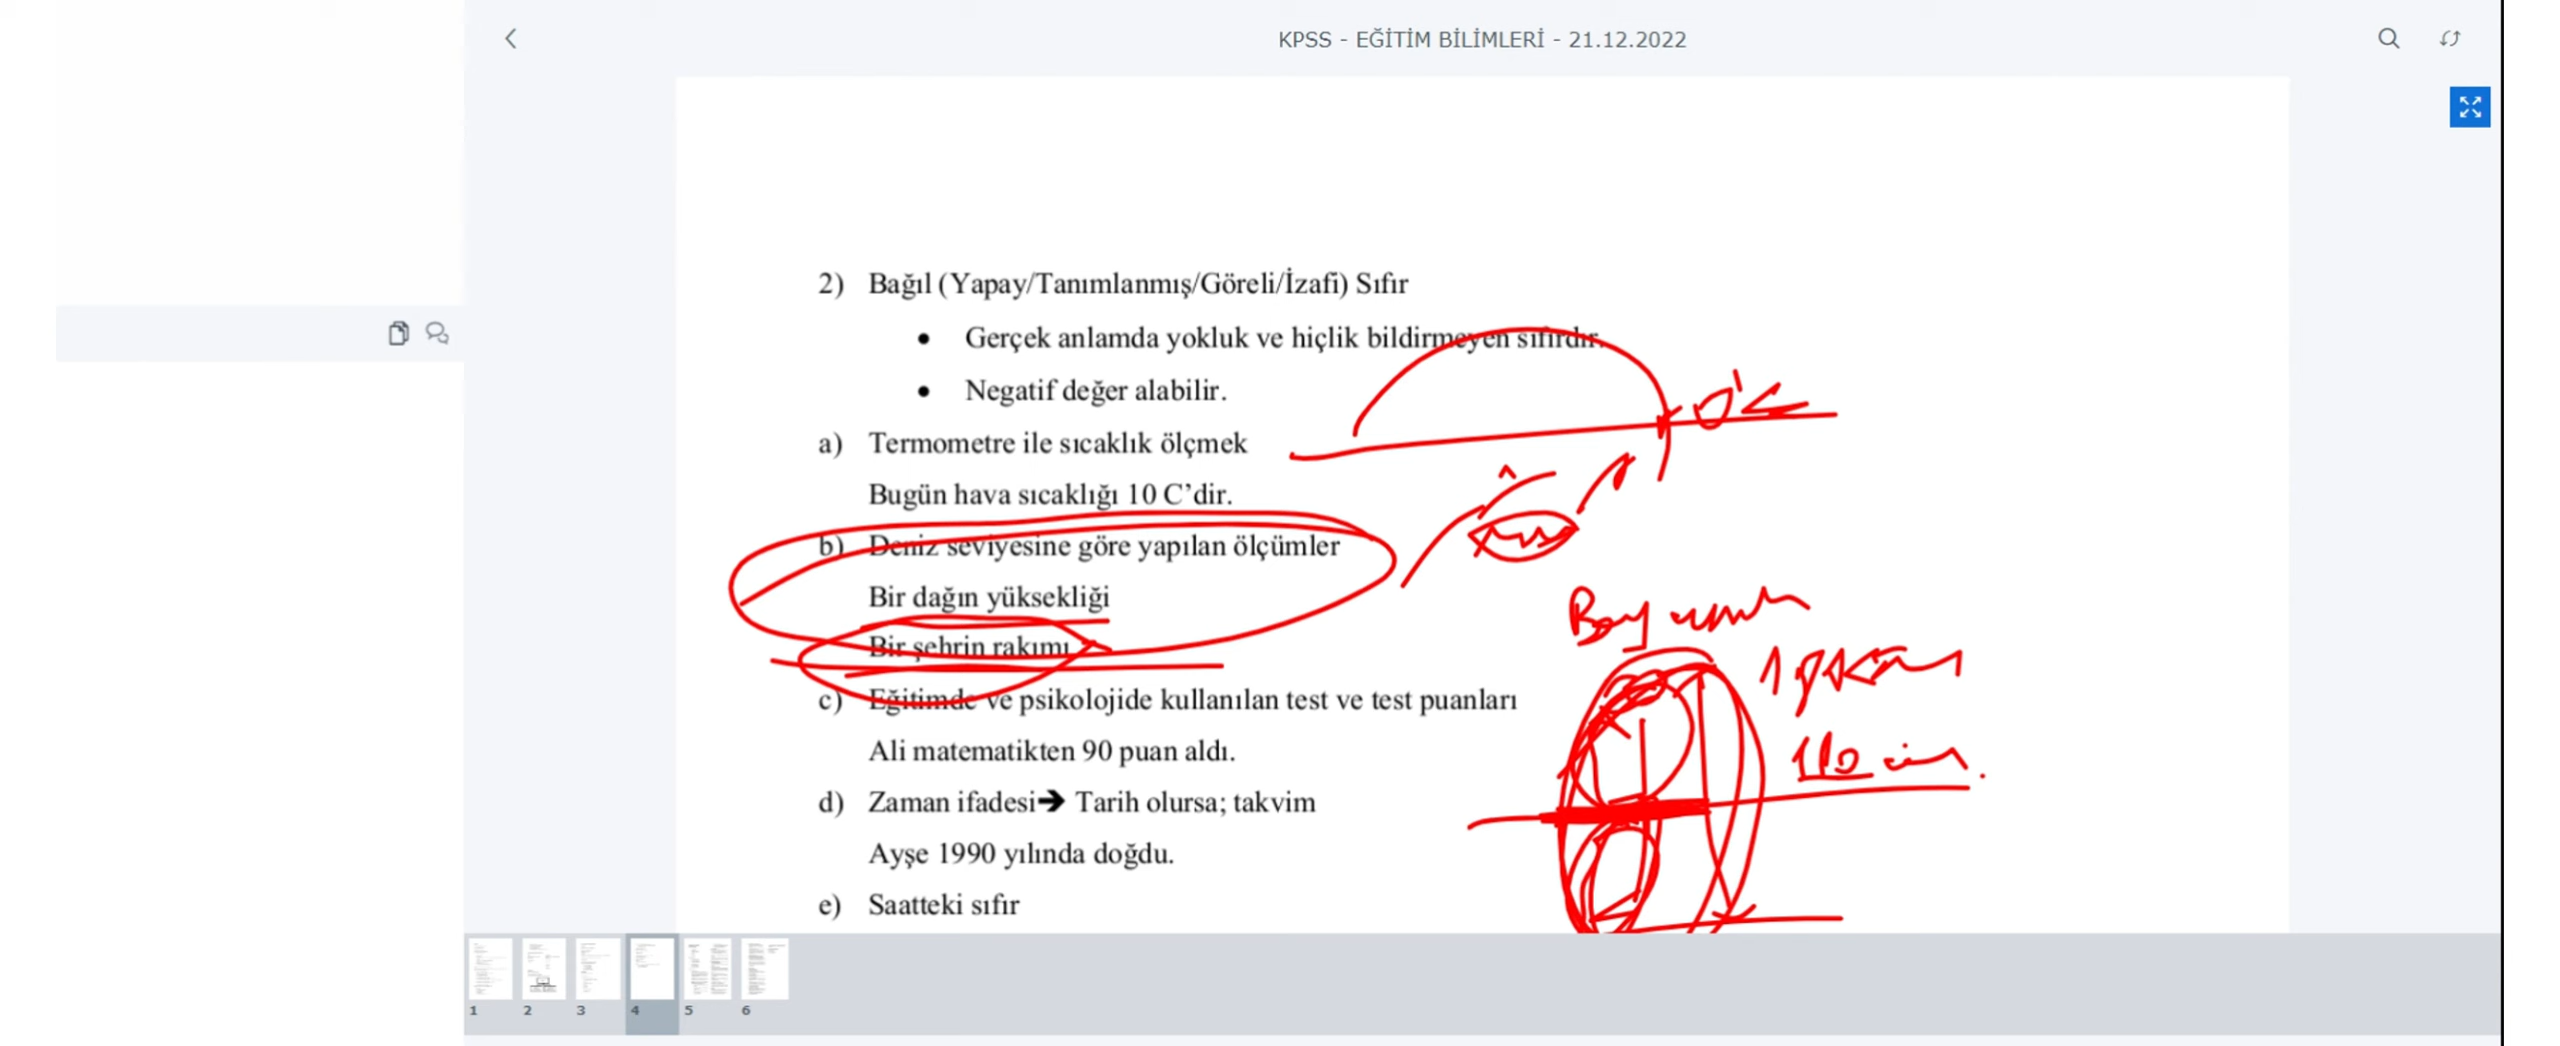 KPSS - EĞİTİM BİLİMLERİ - 21.12.2022
2) Bağıl (Yapay/Tanımlanmış/Göreli/İzafi) Sıfır
• Gerçek anlamda yokluk ve hiçlik bildirmeyen sıfırdır.
• Negatif değer alabilir.
a) Termometre ile sıcaklık ölçmek
Bugün hava sıcaklığı 10 C’dir.
b) Deniz seviyesine göre yapılan ölçümler
Bir dağın yüksekliği
Bir şehrin rakımı
c) Eğitimde ve psikolojide kullanılan test ve test puanları
Ali matematikten 90 puan aldı.
d) Zaman ifadesi➔ Tarih olursa; takvim
Ayşe 1990 yılında doğdu.
e) Saatteki sıfır
Boy
110 cm.
1 2 3 4 5 6